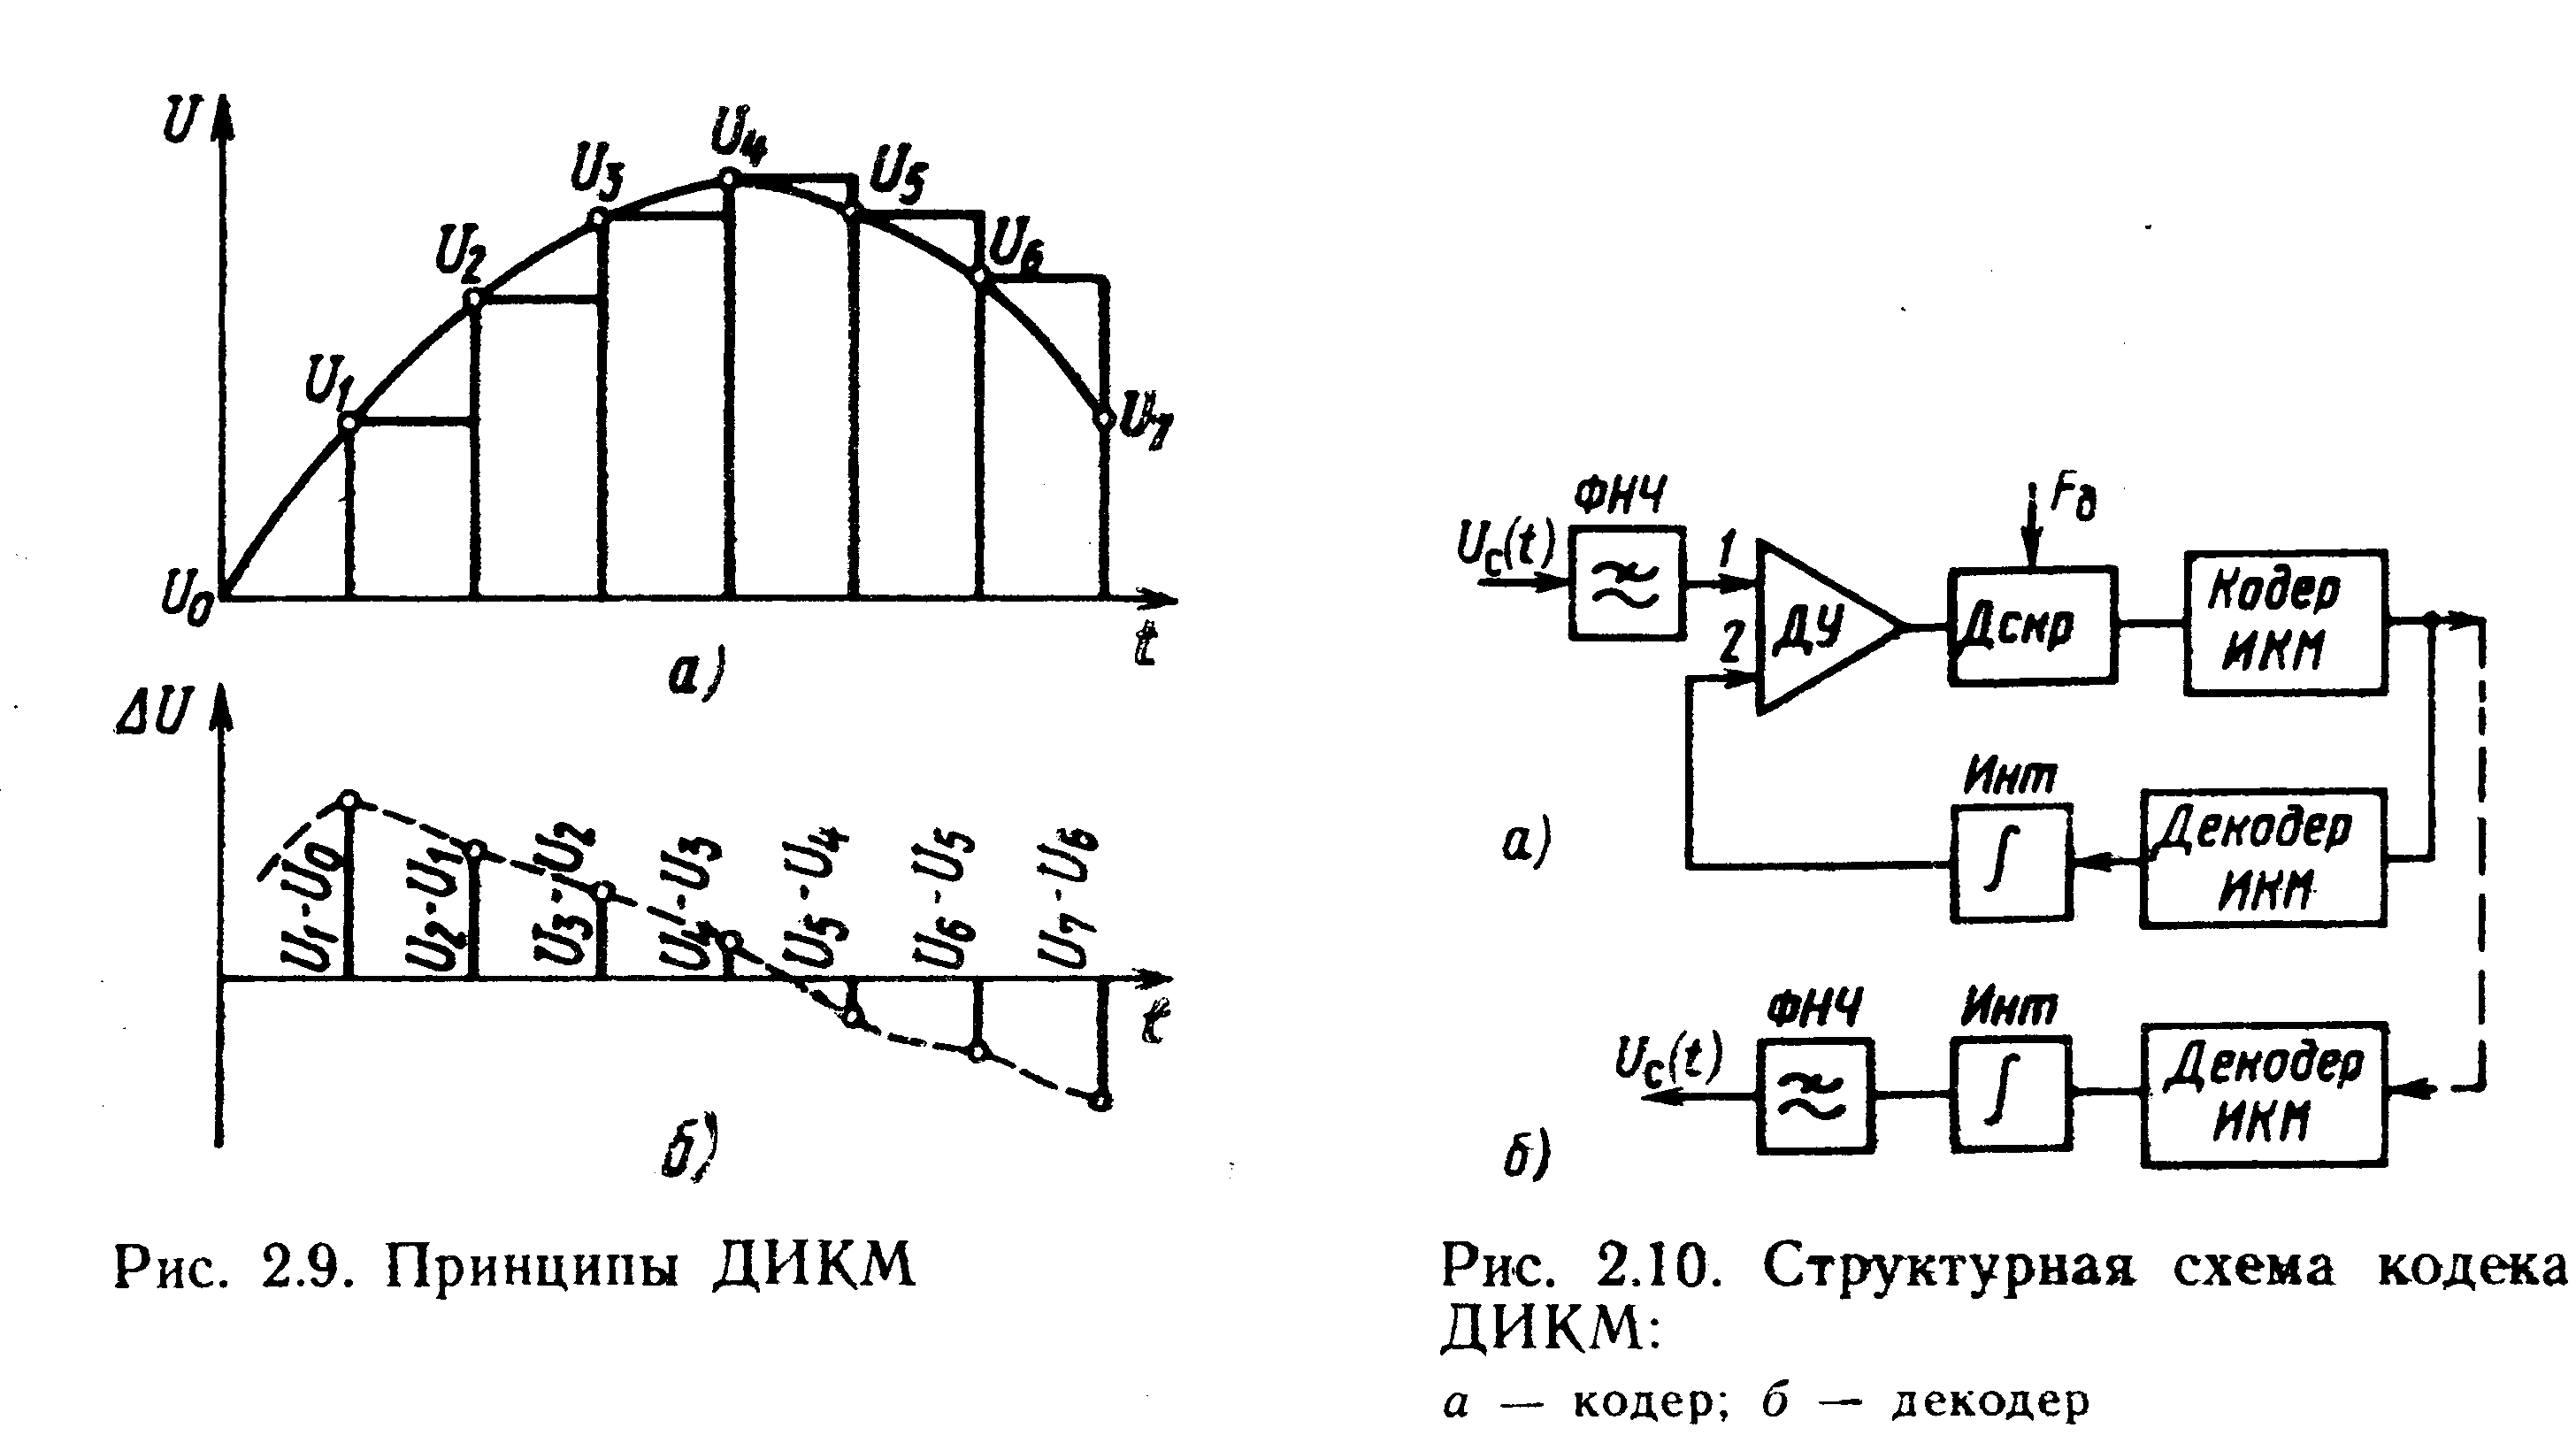 U
U₀
U₁
U₂
U₃
U₄
U₅
U₆
U₇
t
а)
ΔU
U₁-U₀
U₂-U₁
U₃-U₂
U₄-U₃
U₅-U₄
U₆-U₅
U₇-U₆
t
б)
Рис. 2.9. Принципы ДИКМ
Uс(t)
ФНЧ
1
2
ДУ
Fд
Дскр
Кодер
ИКМ
а)
Инт
Декодер
ИКМ
б)
Uс(t)
ФНЧ
Инт
Декодер
ИКМ
Рис. 2.10. Структурная схема кодека
ДИКМ:
а — кодер; б — декодер